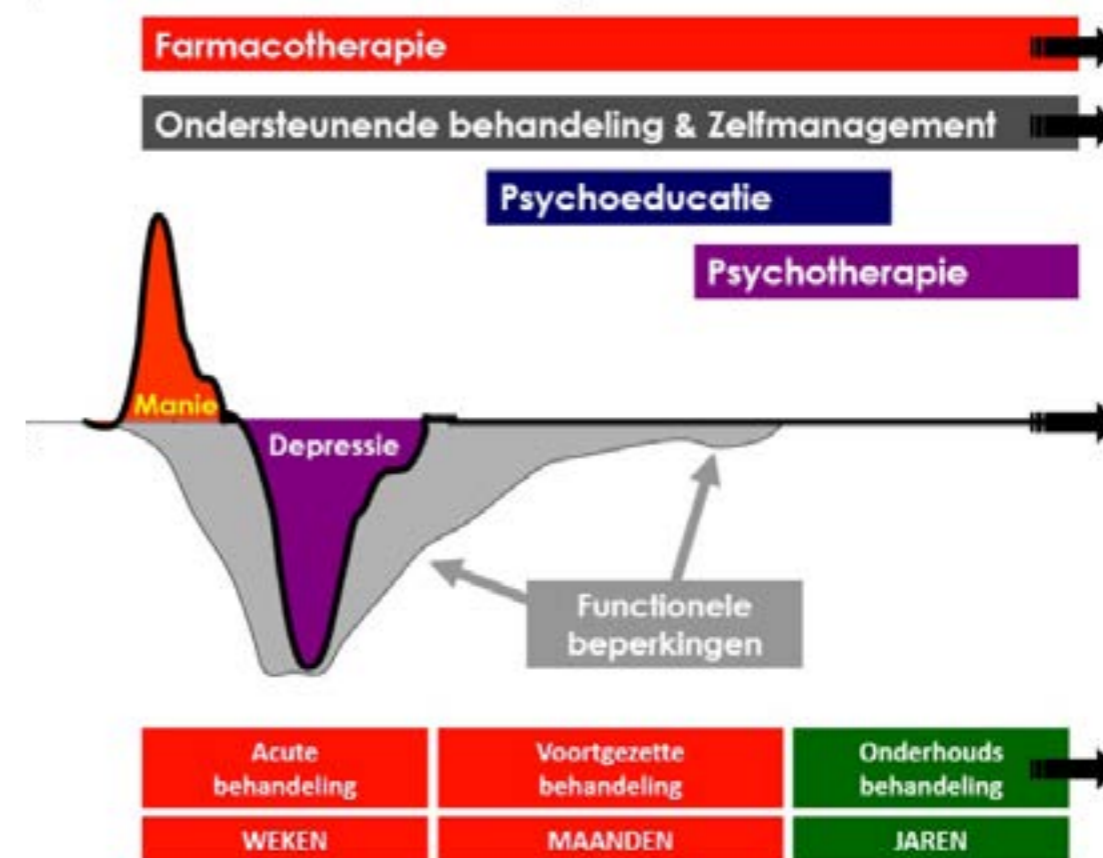 Farmacotherapie
Ondersteunende behandeling & Zelfmanagement
Psychoeducatie
Psychotherapie
Manie
Depressie
Functionele
beperkingen
Acute
behandeling
Voortgezette
behandeling
Onderhouds
behandeling
WEKEN
MAANDEN
JAREN